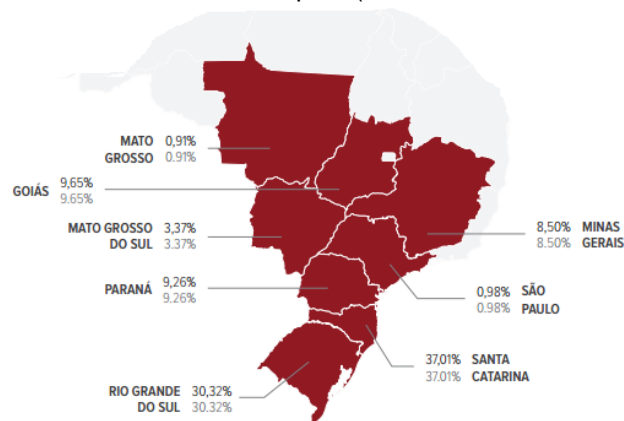 MATO 0,91%
GROSSO 0.91%
GOIÁS 9,65%
9.65%
MATO GROSSO 3,37%
DO SUL 3.37%
8,50% MINAS
8.50% GERAIS
PARANÁ 9,26%
9.26%
0,98% SÃO
0.98% PAULO
37,01% SANTA
37.01% CATARINA
RIO GRANDE 30,32%
DO SUL 30.32%